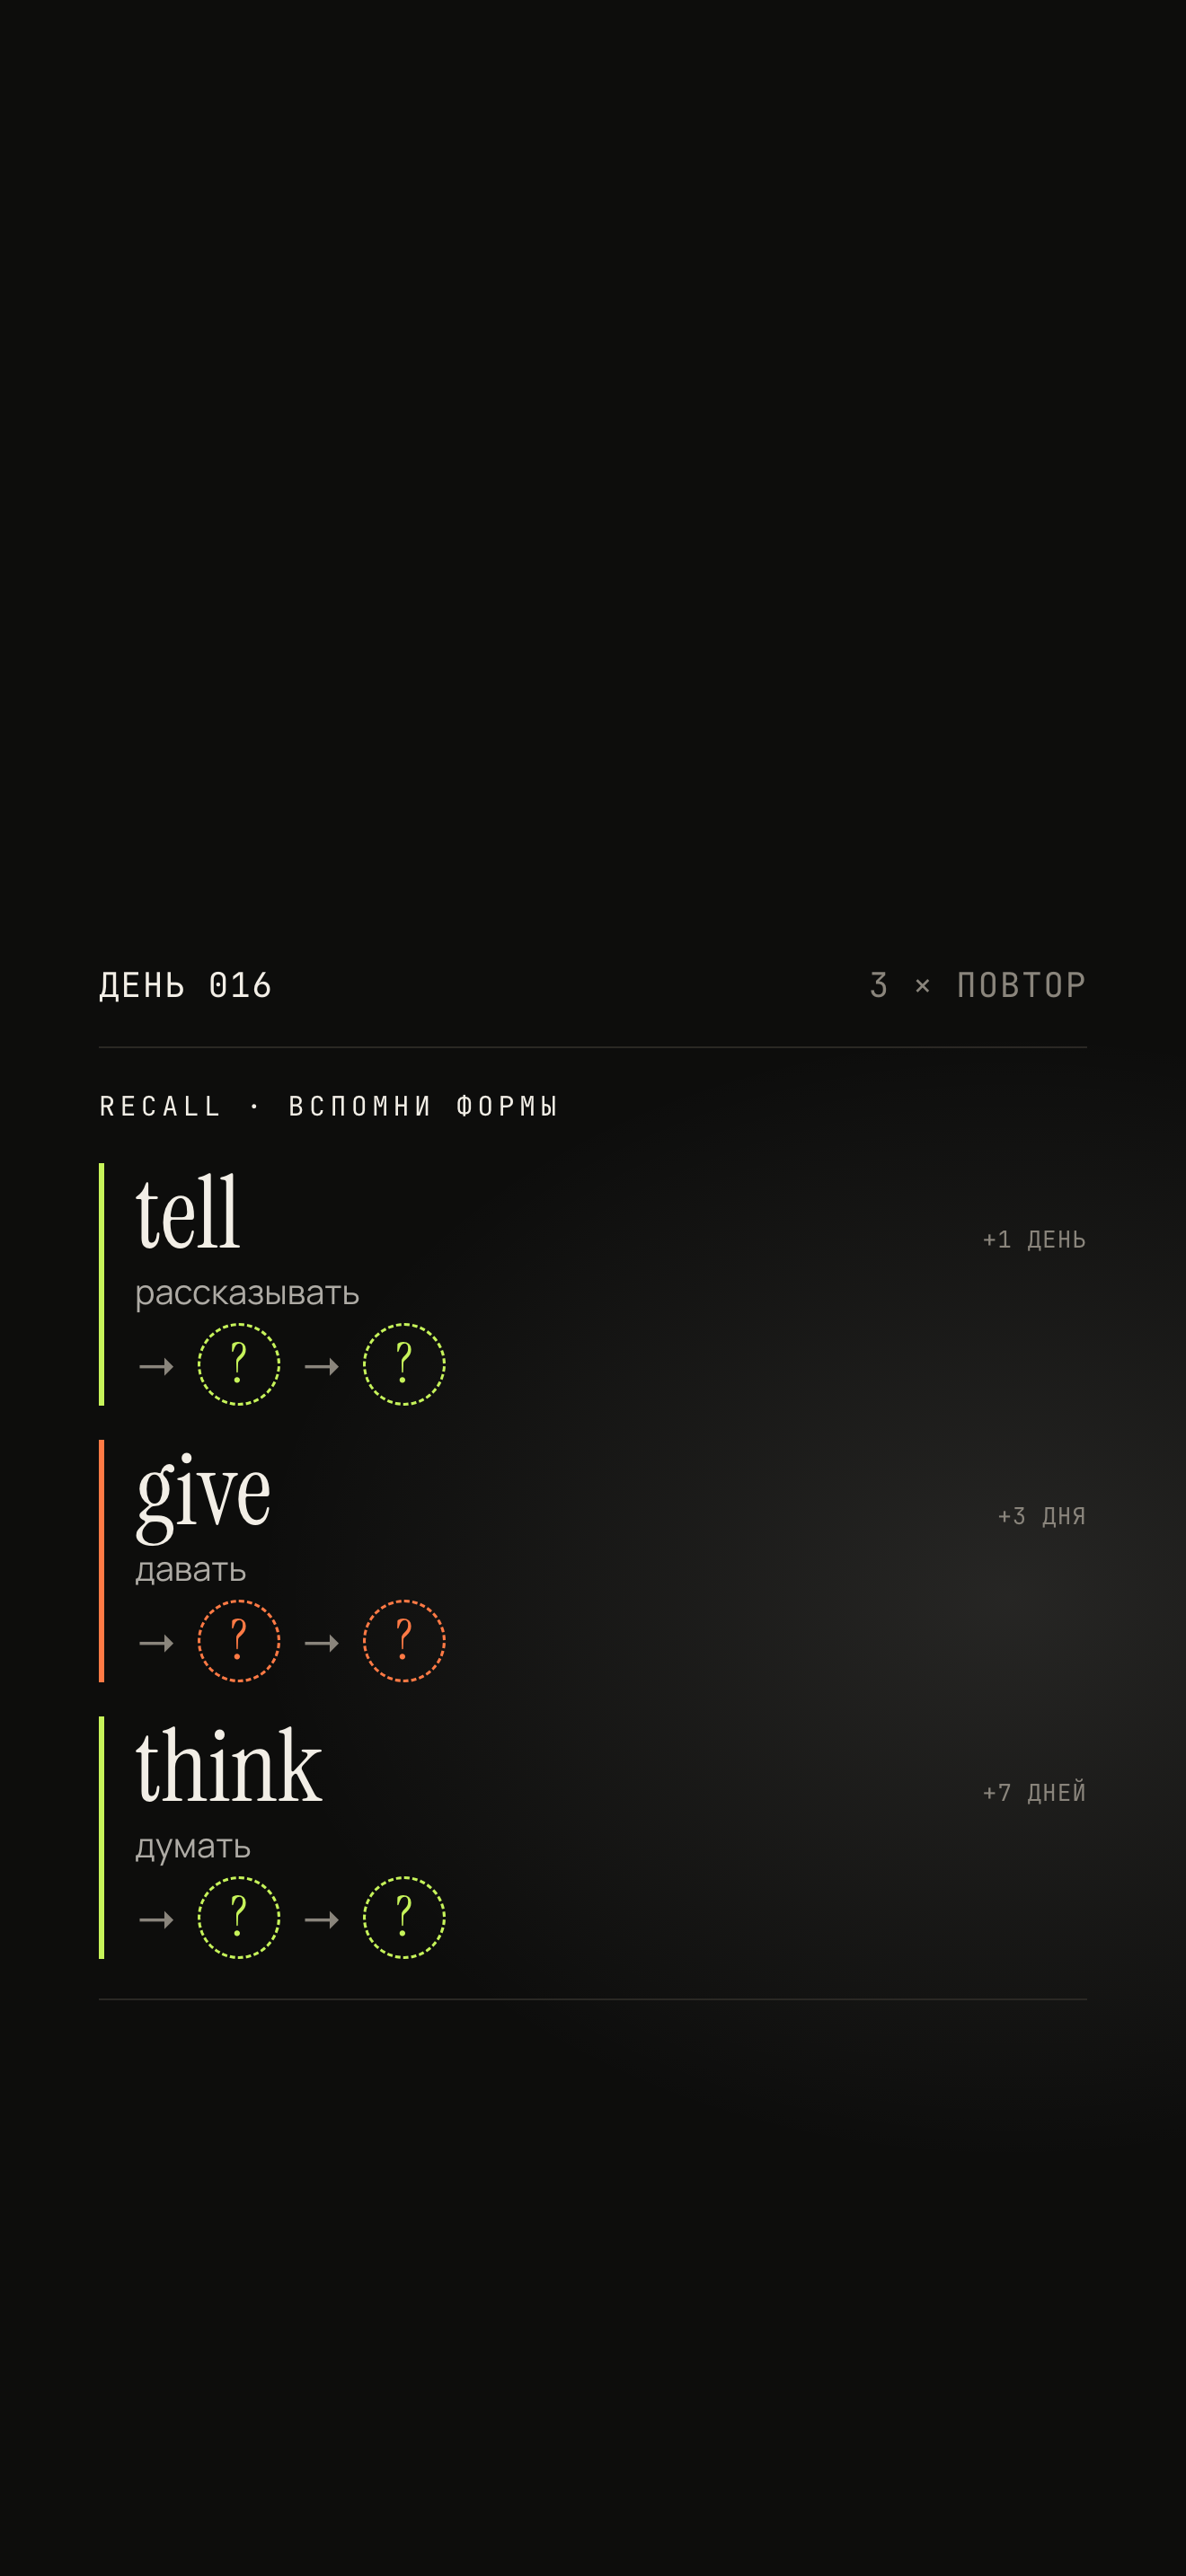 ДЕНЬ 016
3 × ПОВТОР
RECALL · ВСПОМНИ ФОРМЫ
tell
+1 ДЕНЬ
рассказывать
→ ? → ?
give
+3 ДНЯ
давать
→ ? → ?
think
+7 ДНЕЙ
думать
→ ? → ?